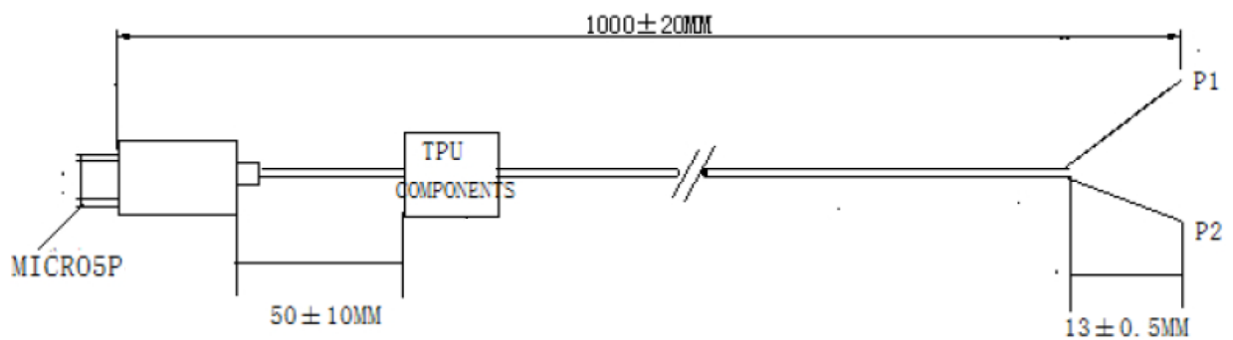 1000±20MM
P1
TPU
COMPONENTS
P2
MICRO5P
50±10MM
13±0.5MM